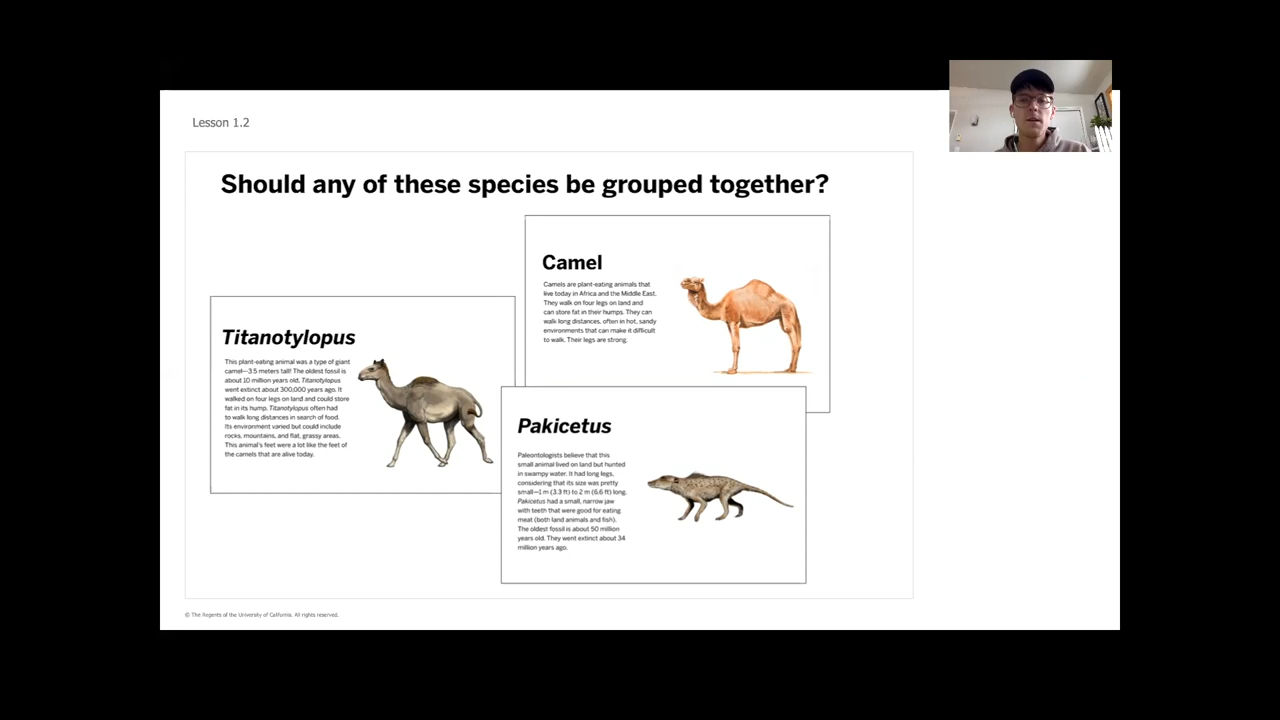 Lesson 1.2
Should any of these species be grouped together?
Camel
Camels are plant-eating animals that
live today in Africa and the Middle East.
They walk on four legs on land and
can store fat in their humps. They can
walk long distances, often in hot, sandy
environments that can make it difficult
to walk. Their legs are strong.
Titanotylopus
This plant-eating animal was a type of giant
camel—3.5 meters tall! The oldest fossil is
about 10 million years old. Titanotylopus
went extinct about 300,000 years ago. It
walked on four legs on land and could store
fat in its hump. Titanotylopus often had
to walk long distances in search of food.
Its environment varied but could include
rocks, mountains, and flat, grassy areas.
This animal's feet were a lot like the feet of
the camels that are alive today.
Pakicetus
Paleontologists believe that this
small animal lived on land but hunted
in swampy water. It had long legs,
considering that its size was pretty
small—1 m (3.3 ft) to 2 m (6.6 ft) long.
Pakicetus had a small, narrow jaw
with teeth that were good for eating
meat (both land animals and fish).
The oldest fossil is about 50 million
years old. They went extinct about 34
million years ago.
© The Regents of the University of California. All rights reserved.